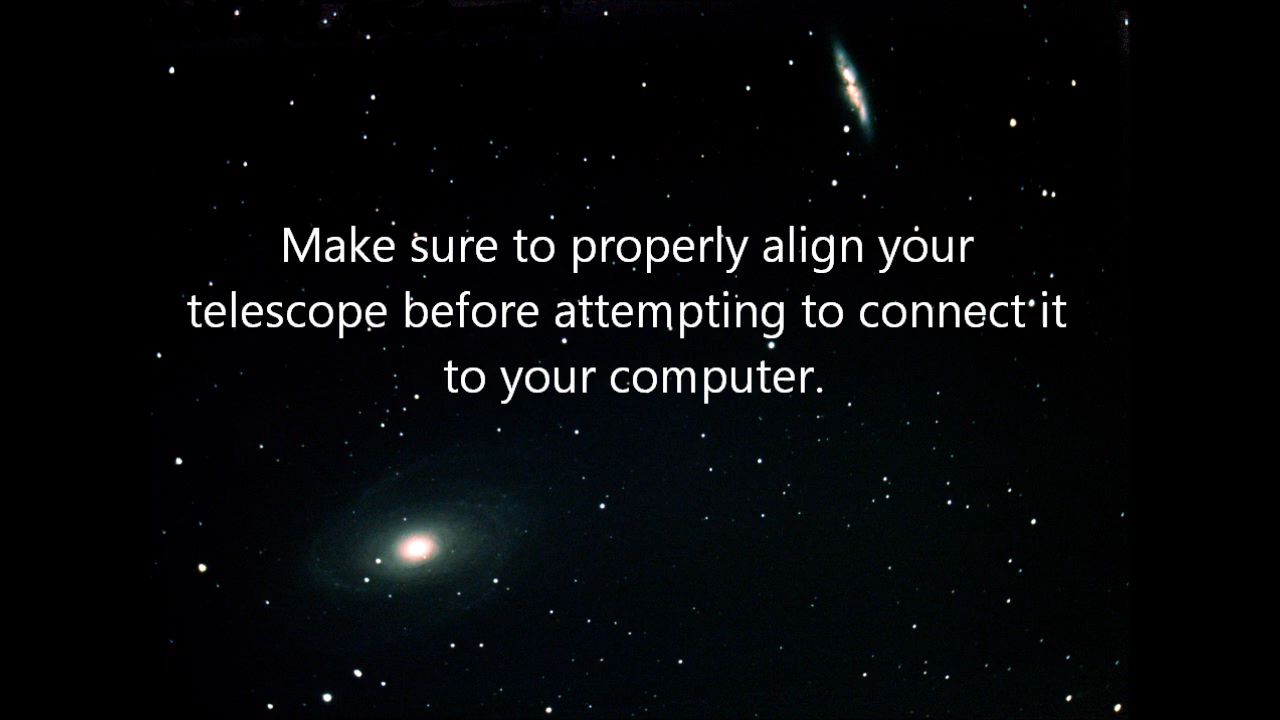 Make sure to properly align your
telescope before attempting to connect it
to your computer.